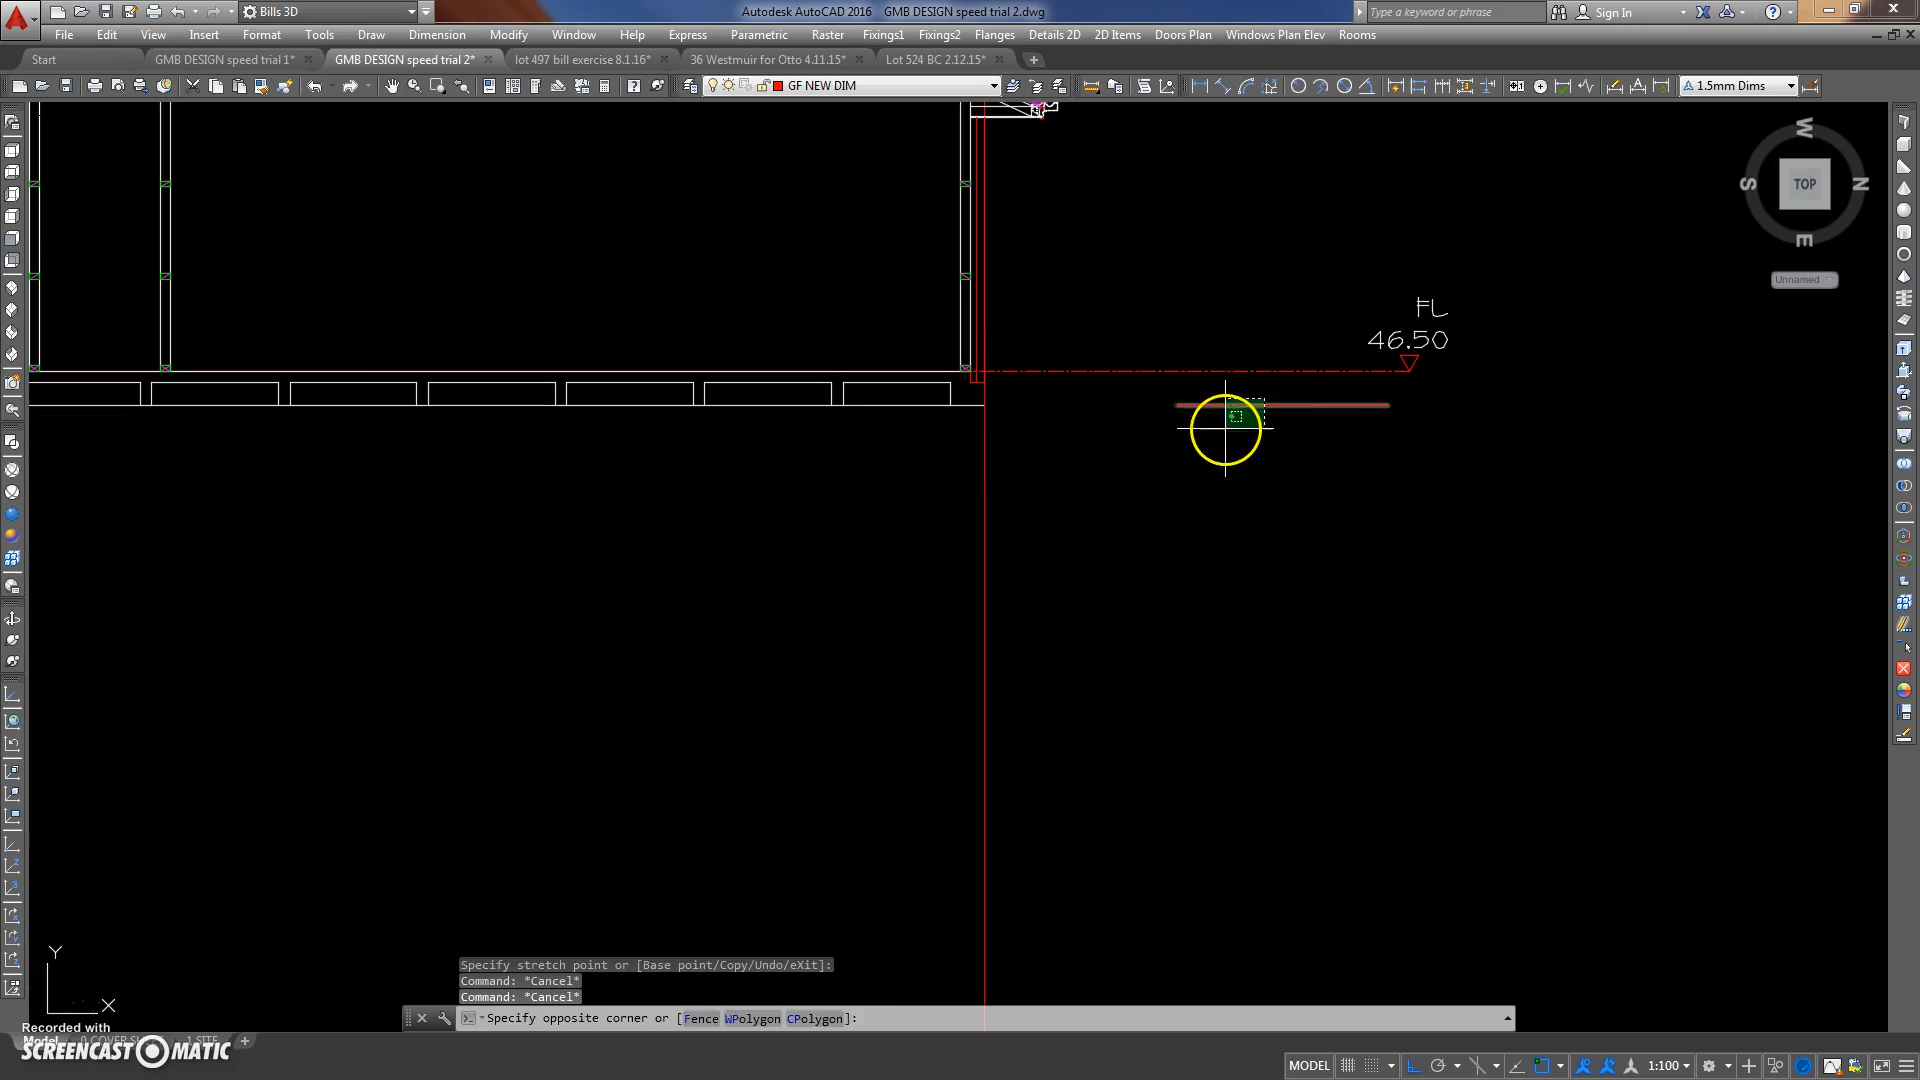 Bills 3D
Autodesk AutoCAD 2016 GMB DESIGN speed trial 2.dwg
Type a keyword or phrase
Sign In
File Edit View Insert Format Tools Draw Dimension Modify Window Help Express Parametric Raster Fixings1 Fixings2 Flanges Details 2D 2D Items Doors Plan Windows Plan Elev Rooms
Start GMB DESIGN speed trial 1* GMB DESIGN speed trial 2* lot 497 bill exercise 8.1.16* 36 Westmuir for Otto 4.11.15* Lot 524 BC 2.12.15*
GF NEW DIM
1.5mm Dims
W
S TOP N
E
Unnamed
FL
46.50
Y
X
Specify stretch point or [Base point/Copy/Undo/eXit]:
Command: *Cancel*
Command: *Cancel*
Specify opposite corner or [Fence WPolygon CPolygon]:
Recorded with
SCREENCAST MATIC
MODEL
1:100